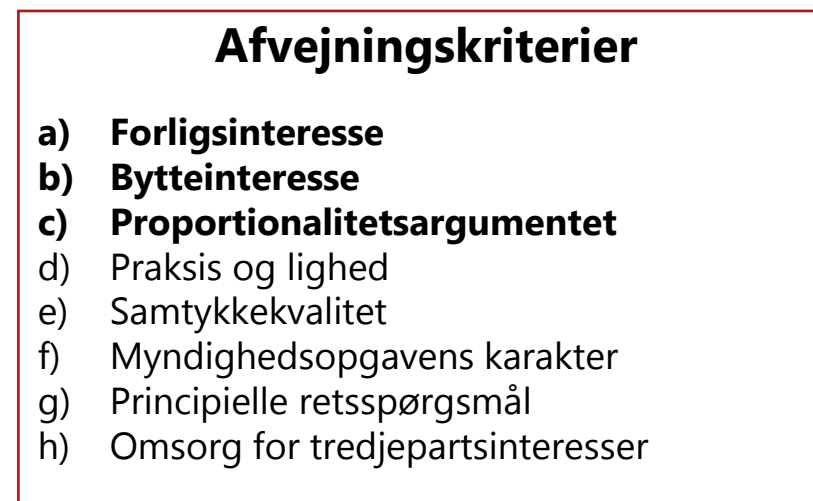 Afvejningskriterier
a) Forligsinteresse
b) Bytteinteresse
c) Proportionalitetsargumentet
d) Praksis og lighed
e) Samtykkekvalitet
f) Myndighedsopgavens karakter
g) Principielle retsspørgsmål
h) Omsorg for tredjepartsinteresser